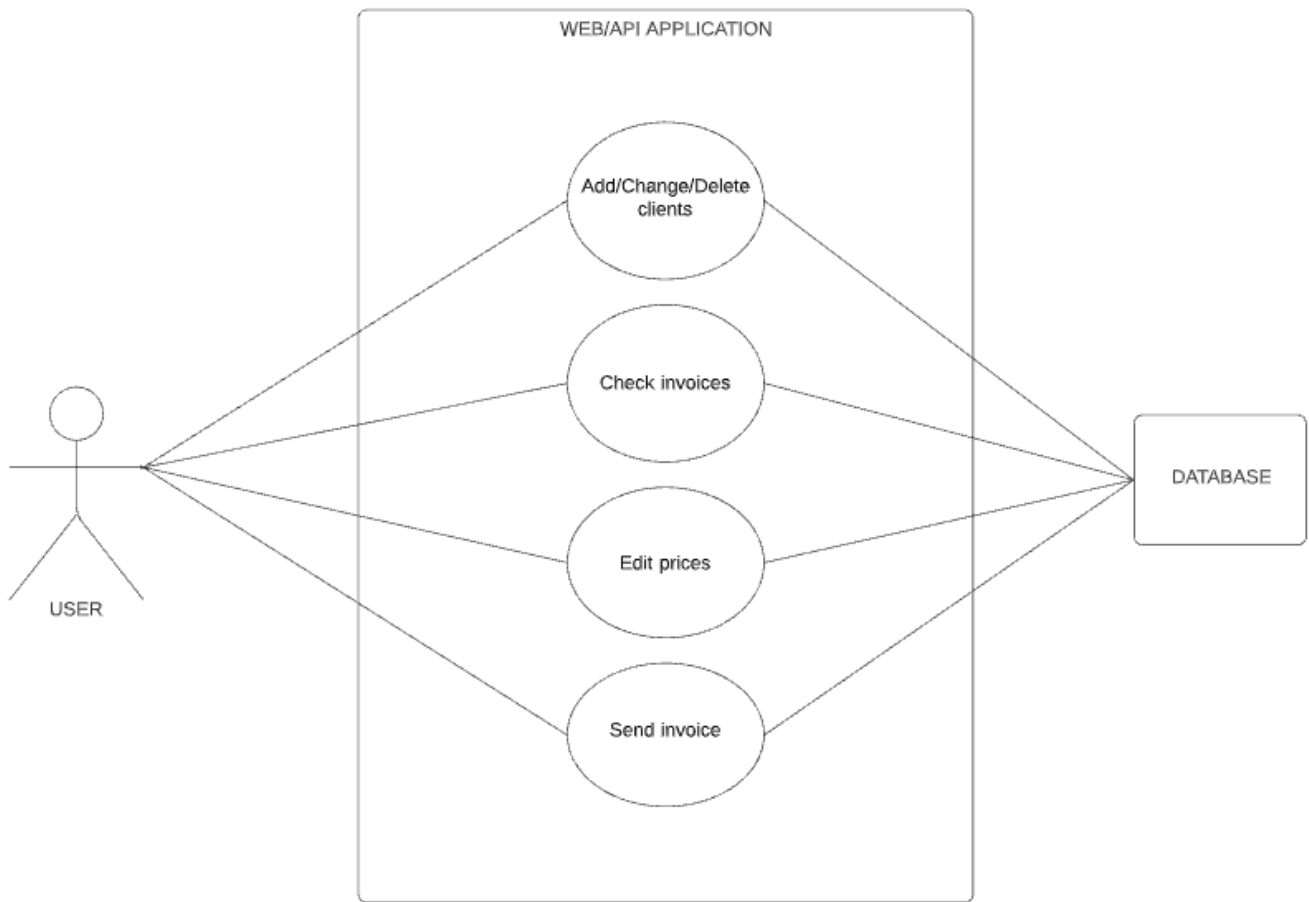 WEB/API APPLICATION
Add/Change/Delete
clients
Check invoices
DATABASE
Edit prices
USER
Send invoice